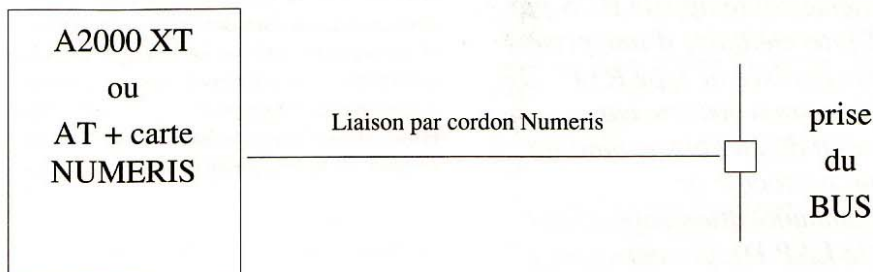 A2000 XT
ou
AT + carte
NUMERIS
Liaison par cordon Numeris
prise
du
BUS